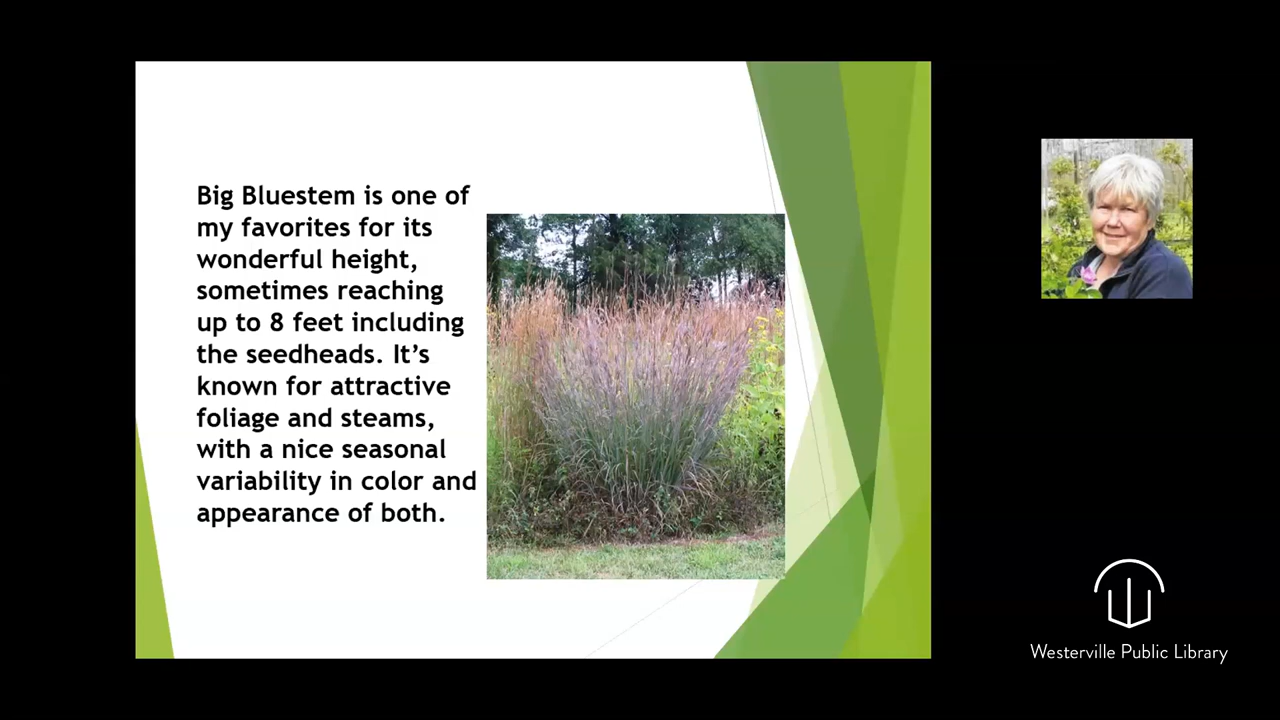 Big Bluestem is one of
my favorites for its
wonderful height,
sometimes reaching
up to 8 feet including
the seedheads. It’s
known for attractive
foliage and steams,
with a nice seasonal
variability in color and
appearance of both.
Westerville Public Library